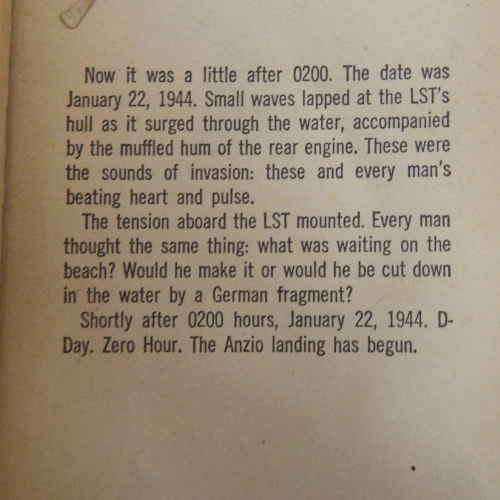 Now it was a little after 0200. The date was
January 22, 1944. Small waves lapped at the LST's
hull as it surged through the water, accompanied
by the muffled hum of the rear engine. These were
the sounds of invasion: these and every man's
beating heart and pulse.
The tension aboard the LST mounted. Every man
thought the same thing: what was waiting on the
beach? Would he make it or would he be cut down
in the water by a German fragment?
Shortly after 0200 hours, January 22, 1944. D-
Day. Zero Hour. The Anzio landing has begun.